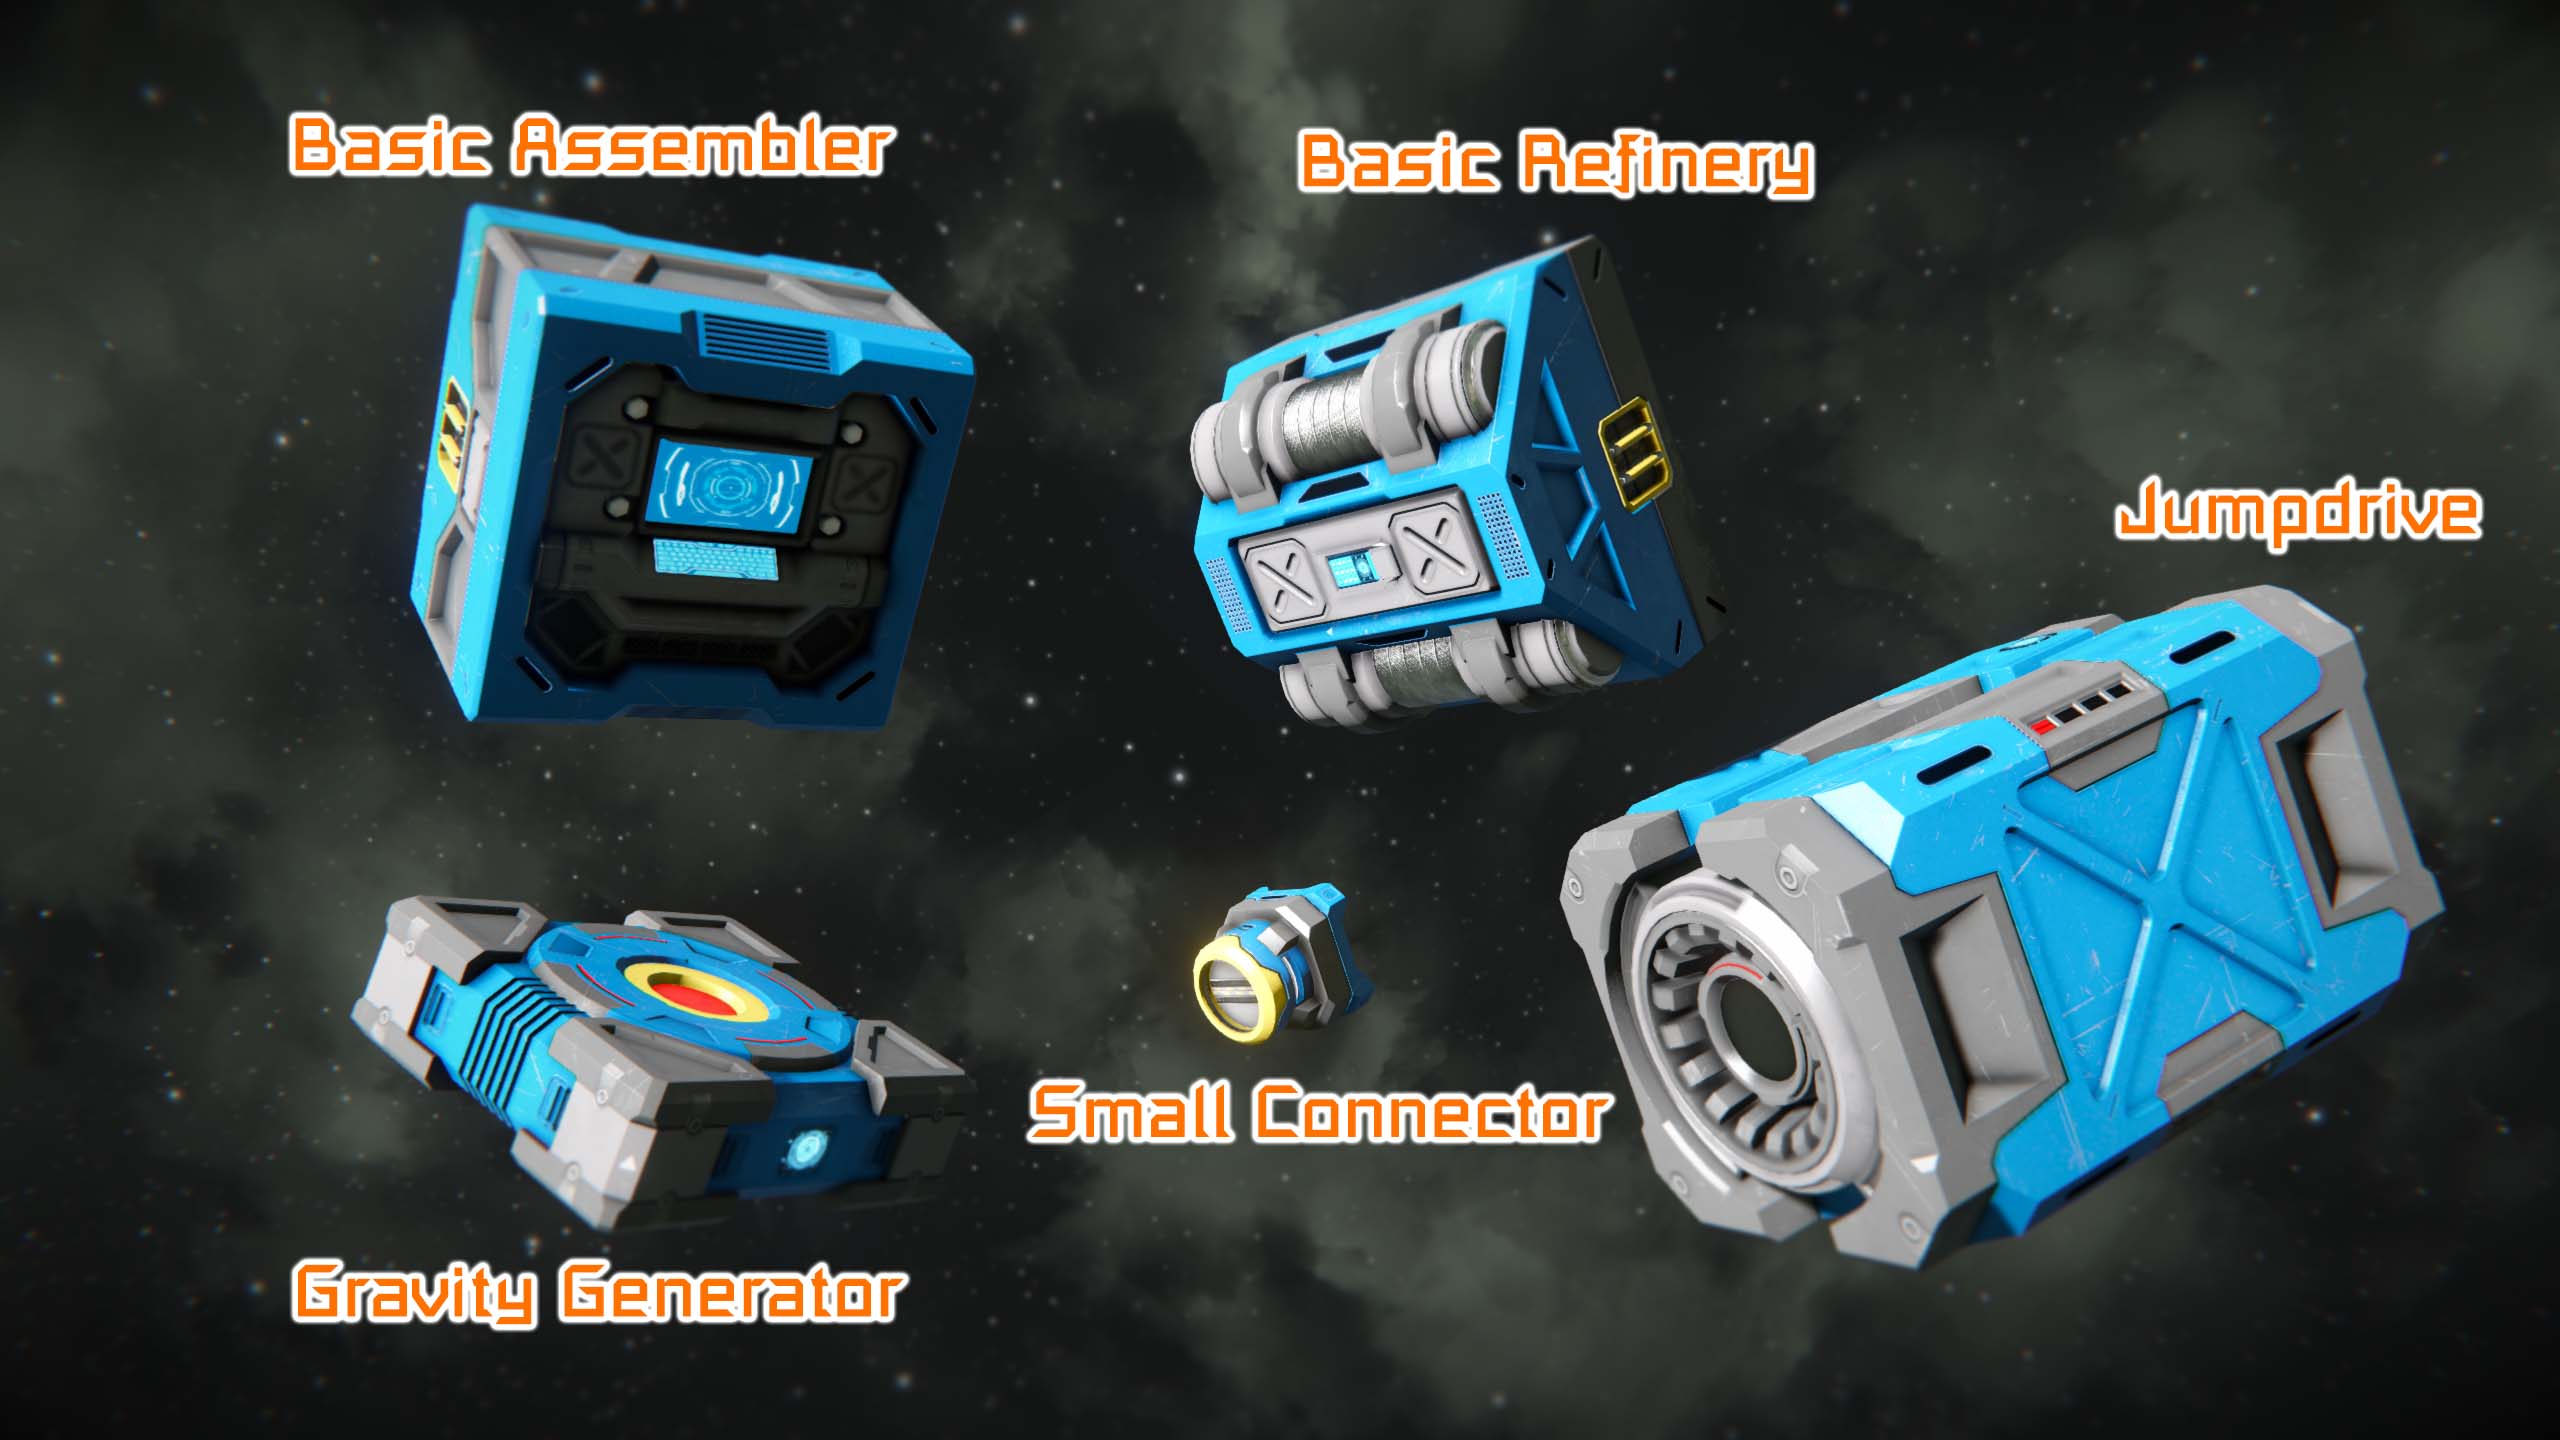 Basic Assembler
Basic Refinery
Jumpdrive
Small Connector
Gravity Generator